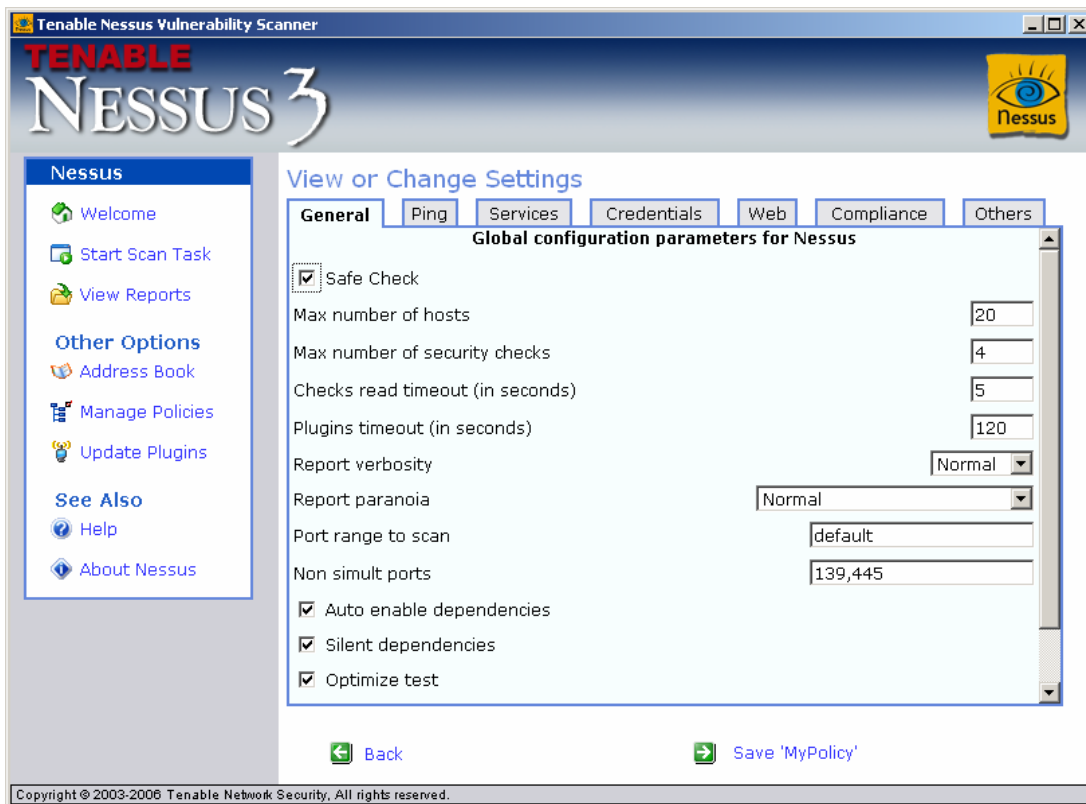 Tenable Nessus Vulnerability Scanner
TENABLE
NESSUS 3
Nessus
Nessus
Welcome
Start Scan Task
View Reports
Other Options
Address Book
Manage Policies
Update Plugins
See Also
Help
About Nessus
View or Change Settings
General Ping Services Credentials Web Compliance Others
Global configuration parameters for Nessus
Safe Check
Max number of hosts 20
Max number of security checks 4
Checks read timeout (in seconds) 5
Plugins timeout (in seconds) 120
Report verbosity Normal
Report paranoia Normal
Port range to scan default
Non simult ports 139,445
Auto enable dependencies
Silent dependencies
Optimize test
Back Save 'MyPolicy'
Copyright © 2003-2006 Tenable Network Security, All rights reserved.